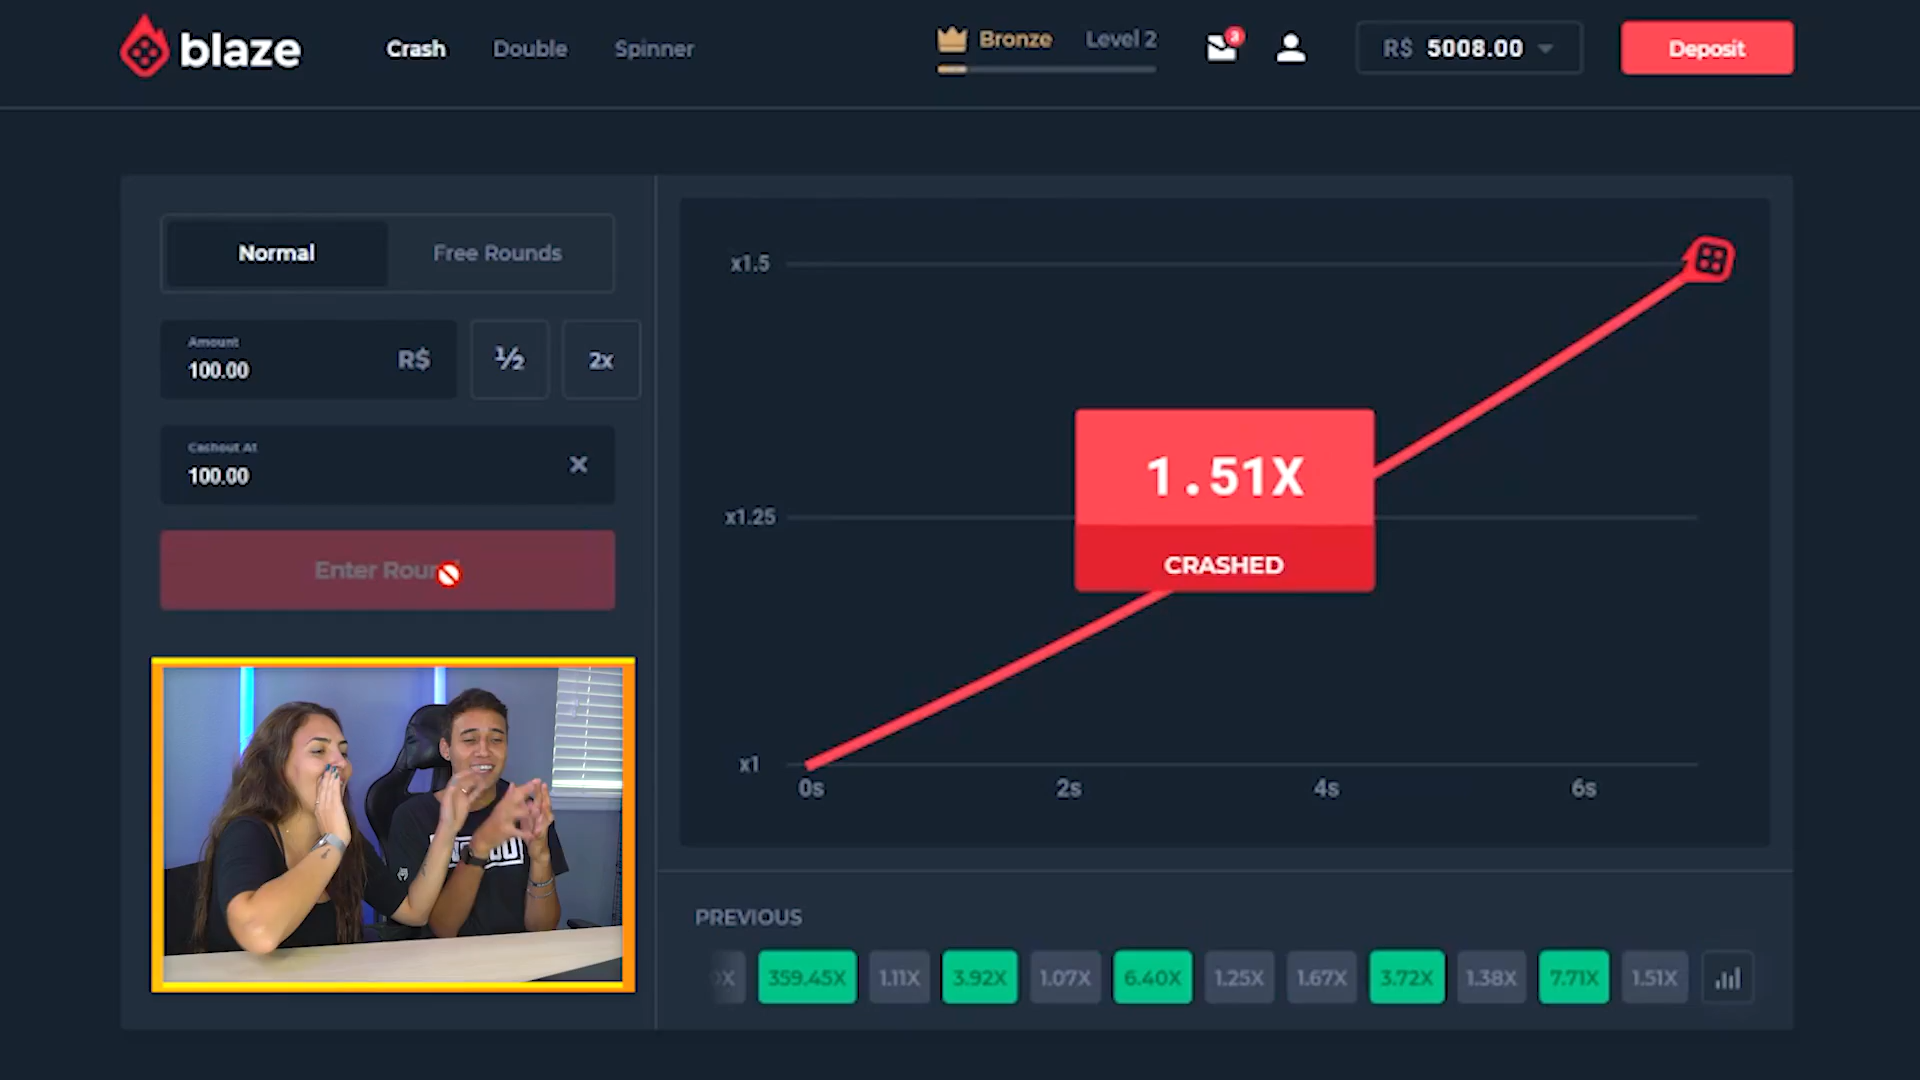 blaze
Crash
Double
Spinner
Bronze
Level 2
3
R$ 5008.00
Deposit
Normal
Free Rounds
Amount
100.00
R$
½
2x
Cashout At
100.00
Enter Roun
x1.5
x1.25
x1
1.51X
CRASHED
0s 2s 4s 6s
PREVIOUS
359.45X 1.11X 3.92X 1.07X 6.40X 1.25X 1.67X 3.72X 1.38X 7.71X 1.51X